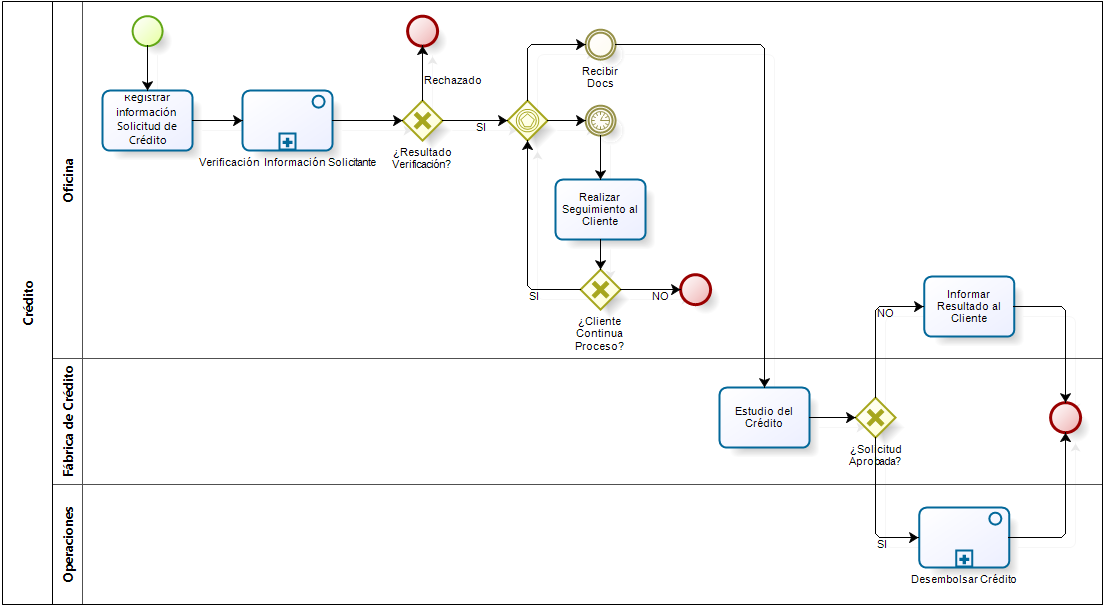 Crédito
Oficina
Fábrica de Crédito
Operaciones
Registrar
información
Solicitud de
Crédito
Verificación Información Solicitante
Rechazado
¿Resultado
Verificación?
SI
Recibir
Docs
Realizar
Seguimiento al
Cliente
SI
NO
¿Cliente
Continua
Proceso?
Estudio del
Crédito
¿Solicitud
Aprobada?
NO
Informar
Resultado al
Cliente
SI
Desembolsar Crédito